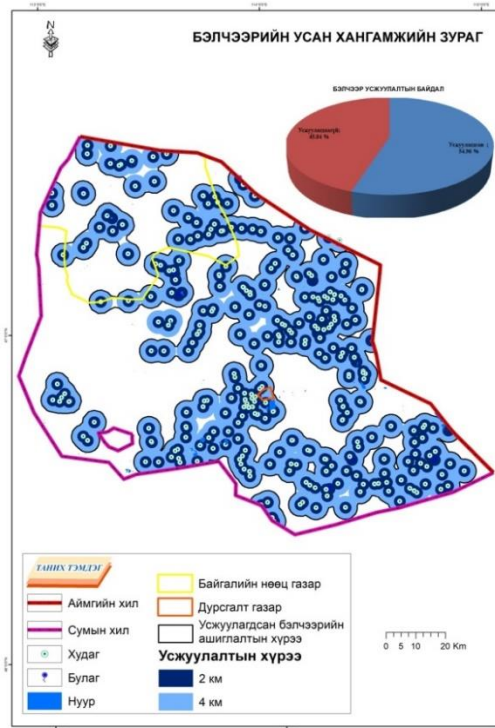 N
БЭЛЧЭЭРИЙН УСАН ХАНГАМЖИЙН ЗУРАГ
БЭЛЧЭЭР УСЖУУЛАЛТЫН БАЙДАЛ
ТАНИХ ТЭМДЭГ
Аймгийн хил
Сумын хил
Худаг
Булаг
Нуур
Байгалийн нөөц газар
Дурсгалт газар
Усжуулагдсан бэлчээрийн
ашиглалтын хүрээ
Усжуулалтын хүрээ
2 км
4 км
0 5 10 20 Km